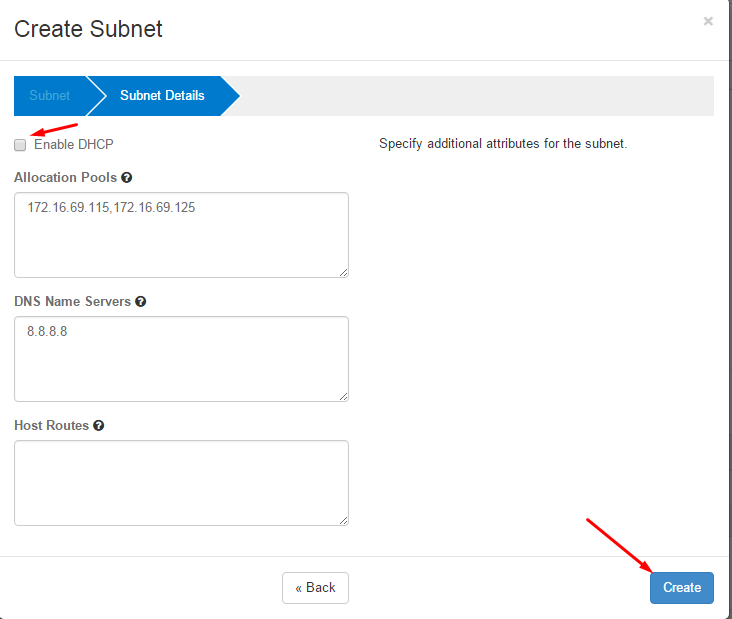 Create Subnet
×
Subnet
Subnet Details
Enable DHCP
Specify additional attributes for the subnet.
Allocation Pools ?
172.16.69.115,172.16.69.125
DNS Name Servers ?
8.8.8.8
Host Routes ?
« Back
Create